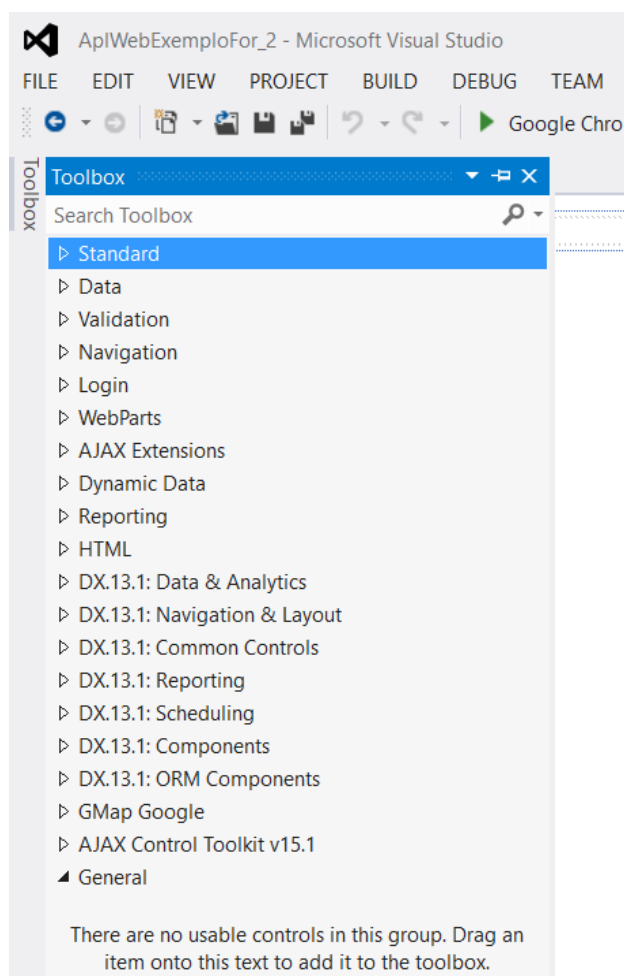 AplWebExemploFor_2 - Microsoft Visual Studio
FILE EDIT VIEW PROJECT BUILD DEBUG TEAM
Google Chro
Toolbox
Toolbox
Search Toolbox
Standard
Data
Validation
Navigation
Login
WebParts
AJAX Extensions
Dynamic Data
Reporting
HTML
DX.13.1: Data & Analytics
DX.13.1: Navigation & Layout
DX.13.1: Common Controls
DX.13.1: Reporting
DX.13.1: Scheduling
DX.13.1: Components
DX.13.1: ORM Components
GMap Google
AJAX Control Toolkit v15.1
General
There are no usable controls in this group. Drag an
item onto this text to add it to the toolbox.